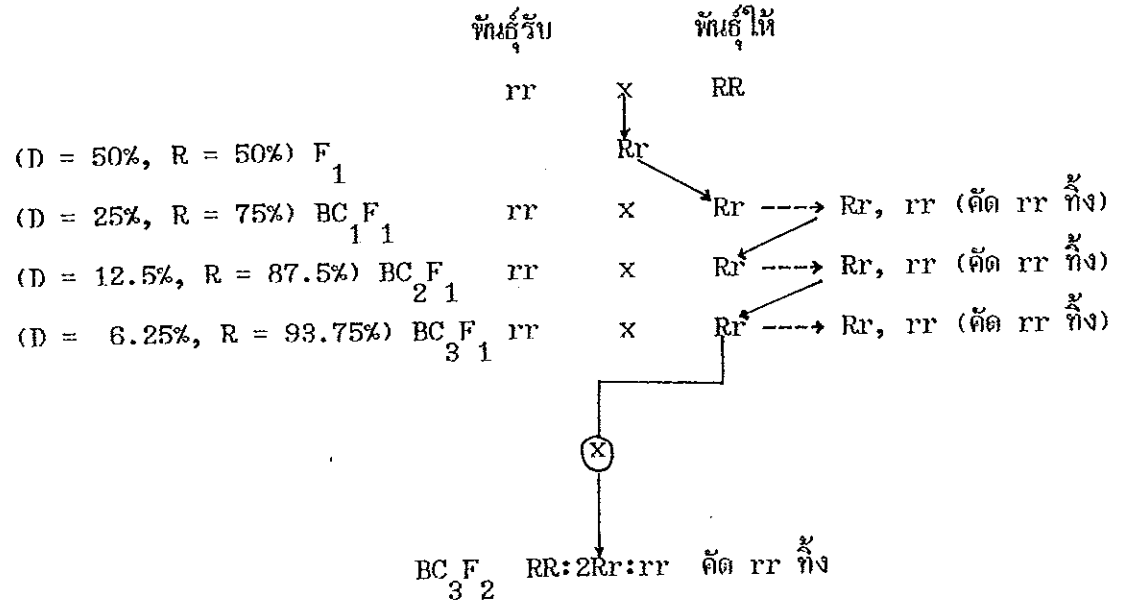 พันธุ์รับ พันธุ์ให้
rr x RR
(D = 50%, R = 50%) F1 Rr
(D = 25%, R = 75%) BC1F1 rr x Rr ----→ Rr, rr (คัด rr ทิ้ง)
(D = 12.5%, R = 87.5%) BC2F1 rr x Rr ----→ Rr, rr (คัด rr ทิ้ง)
(D = 6.25%, R = 93.75%) BC3F1 rr x Rr ----→ Rr, rr (คัด rr ทิ้ง)
x
BC3F2 RR:2Rr:rr คัด rr ทิ้ง